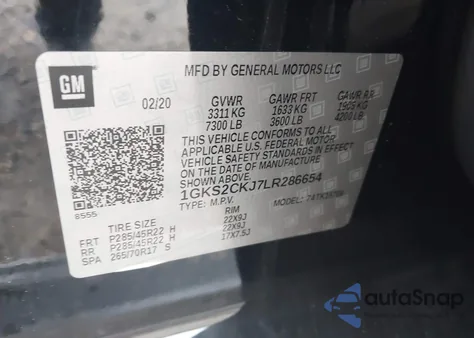 GM
MFD BY GENERAL MOTORS LLC
02/20
GVWR GAWR FRT GAWR RR
3311 KG 1633 KG 1905 KG
7300 LB 3600 LB 4200 LB
THIS VEHICLE CONFORMS TO ALL
APPLICABLE U.S. FEDERAL MOTOR
VEHICLE SAFETY STANDARDS IN EFFECT ON THE
DATE OF MANUFACTURE SHOWN ABOVE.
1GKS2CKJ7LR286654
TYPE: M.P.V. MODEL:
8555
TIRE SIZE RIM
FRT P285/45R22 H 22X9J
RR P285/45R22 H 22X9J
SPA 265/70R17 S 17X7.5J
autoSnap